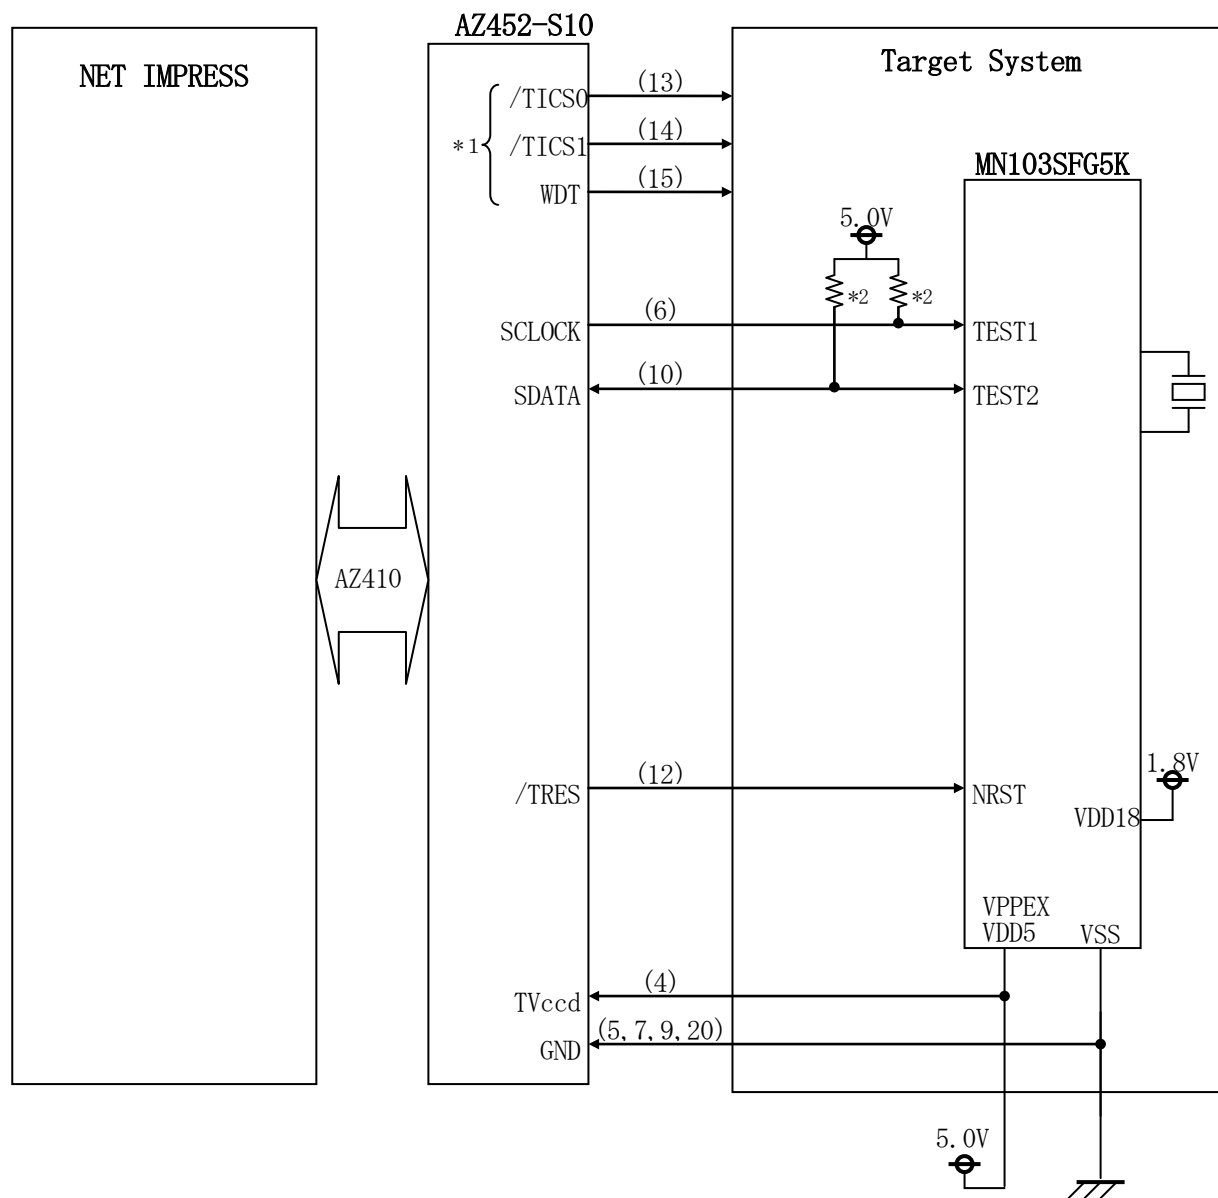 AZ452-S10
NET IMPRESS
Target System
/TICS0
(13)
*1
/TICS1
(14)
WDT
(15)
MN103SFG5K
5.0V
*2
*2
SCLOCK
(6)
TEST1
SDATA
(10)
TEST2
AZ410
/TRES
(12)
NRST
1.8V
VDD18
VPPEX
VDD5
VSS
TVccd
(4)
GND
(5,7,9,20)
5.0V